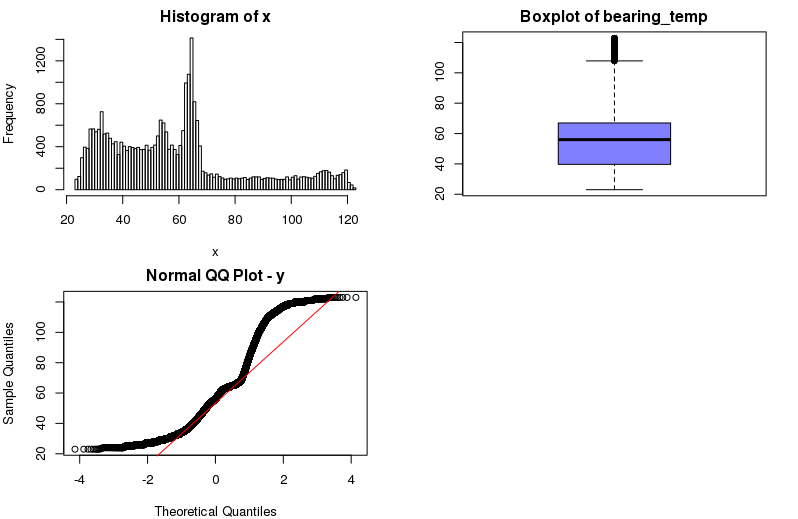 Histogram of x
Frequency
0 400 800 1200
20 40 60 80 100 120
x
Boxplot of bearing_temp
20 40 60 80 100
Normal QQ Plot - y
Sample Quantiles
20 40 60 80 100
-4 -2 0 2 4
Theoretical Quantiles